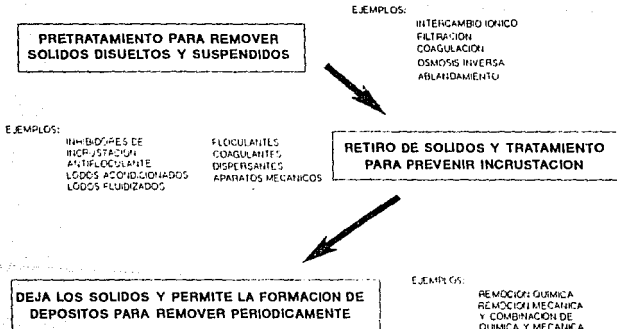 EJEMPLOS:
INTERCAMBIO IONICO
FILTRACION
COAGULACION
OSMOSIS INVERSA
ABLANDAMIENTO
PRETRATAMIENTO PARA REMOVER
SOLIDOS DISUELTOS Y SUSPENDIDOS
EJEMPLOS:
INHIBIDORES DE
INCRUSTACION
ANTIFLOCULANTE
LODOS ACONDICIONADOS
LODOS FLUIDIZADOS
FLOCULANTES
COAGULANTES
DISPERSANTES
APARATOS MECANICOS
RETIRO DE SOLIDOS Y TRATAMIENTO
PARA PREVENIR INCRUSTACION
DEJA LOS SOLIDOS Y PERMITE LA FORMACION DE
DEPOSITOS PARA REMOVER PERIODICAMENTE
EJEMPLOS:
REMOCION QUIMICA
REMOCION MECANICA
Y COMBINACION DE
QUIMICA Y MECANICA